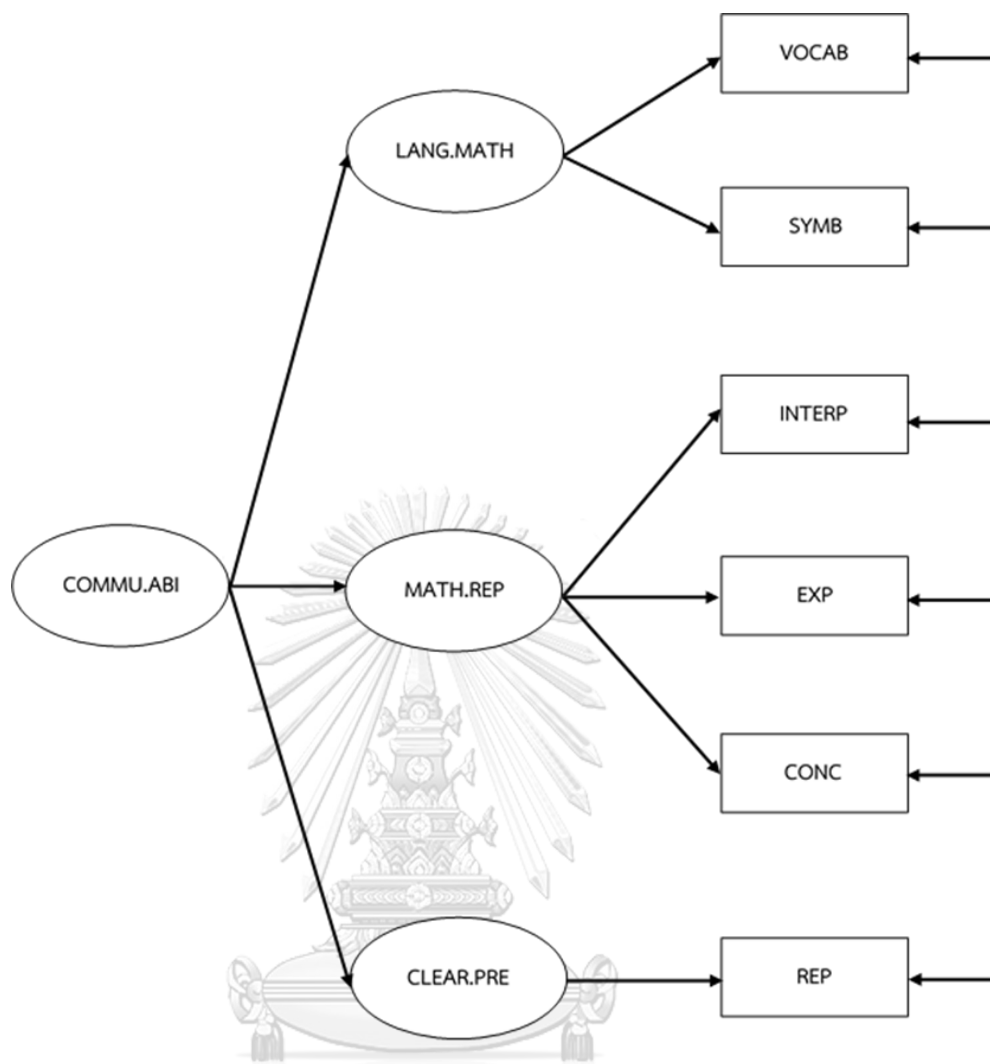 VOCAB
LANG.MATH
SYMB
INTERP
COMMU.ABI
MATH.REP
EXP
CONC
CLEAR.PRE
REP